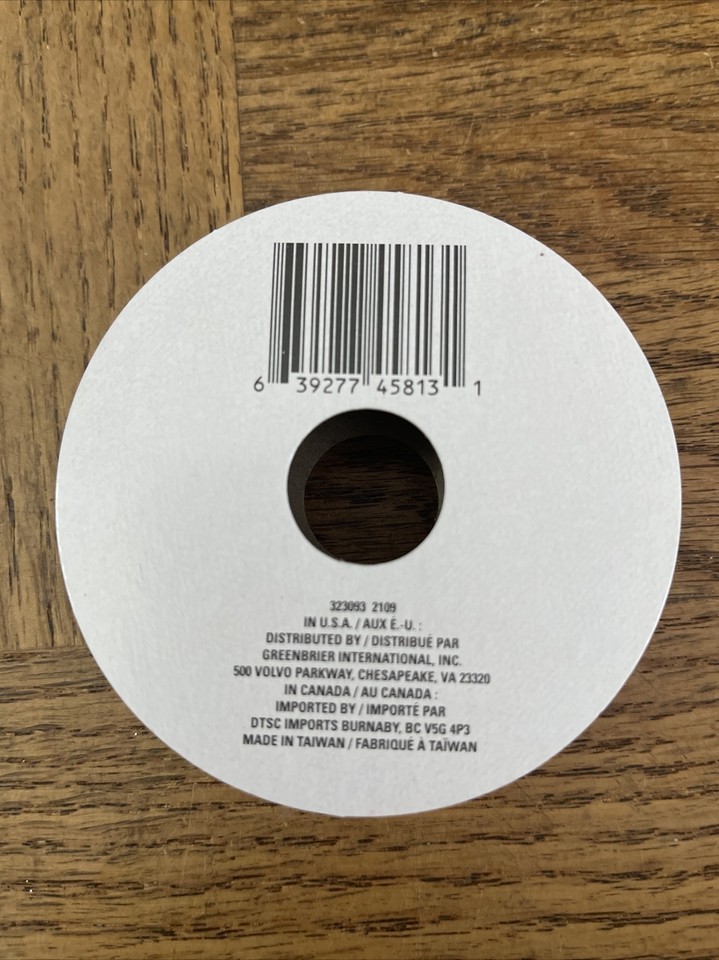 6 39277 45813 1
323093 2109
IN U.S.A. / AUX É.-U. :
DISTRIBUTED BY / DISTRIBUÉ PAR
GREENBRIER INTERNATIONAL, INC.
500 VOLVO PARKWAY, CHESAPEAKE, VA 23320
IN CANADA / AU CANADA :
IMPORTED BY / IMPORTÉ PAR
DTSC IMPORTS BURNABY, BC V5G 4P3
MADE IN TAIWAN / FABRIQUÉ À TAÏWAN